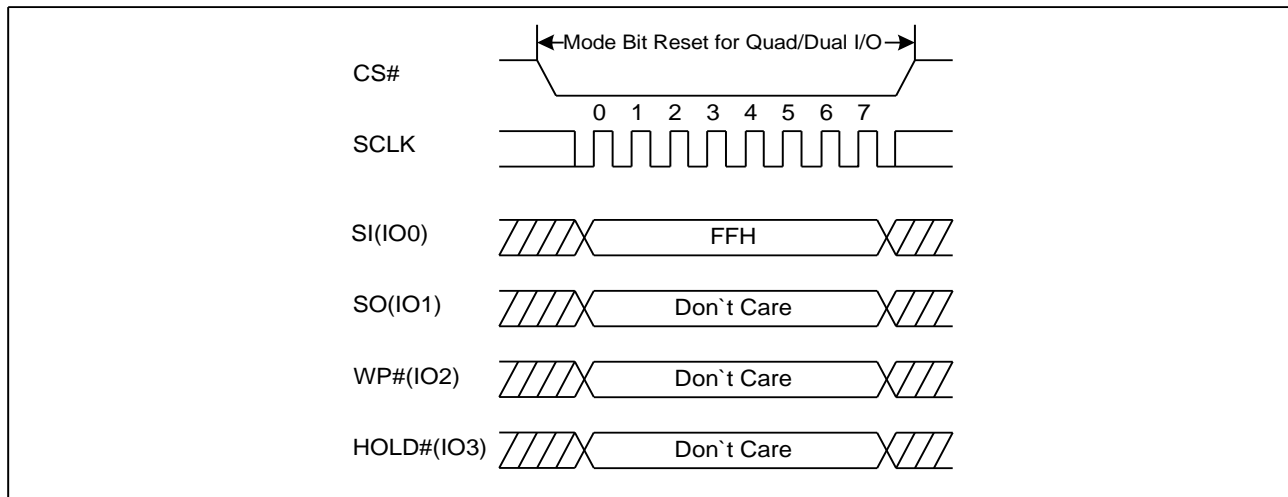 Mode Bit Reset for Quad/Dual I/O
CS#
0 1 2 3 4 5 6 7
SCLK
SI(IO0) FFH
SO(IO1) Don`t Care
WP#(IO2) Don`t Care
HOLD#(IO3) Don`t Care